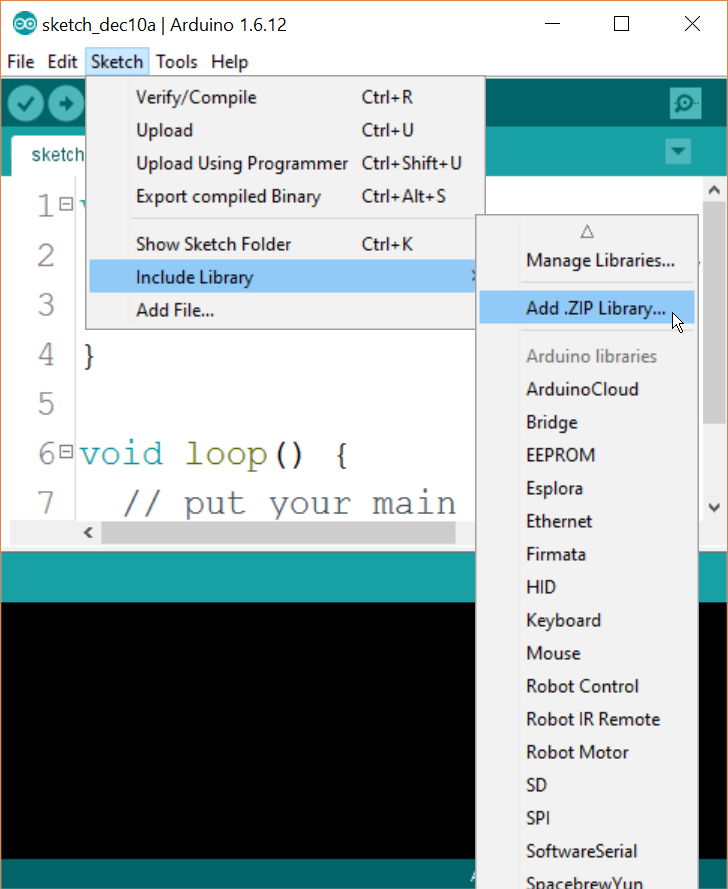 sketch_dec10a | Arduino 1.6.12
File Edit Sketch Tools Help
Verify/Compile Ctrl+R
Upload Ctrl+U
Upload Using Programmer Ctrl+Shift+U
Export compiled Binary Ctrl+Alt+S
Show Sketch Folder Ctrl+K
Include Library
Add File...
Manage Libraries...
Add .ZIP Library...
Arduino libraries
ArduinoCloud
Bridge
EEPROM
Esplora
Ethernet
Firmata
HID
Keyboard
Mouse
Robot Control
Robot IR Remote
Robot Motor
SD
SPI
SoftwareSerial
SpacebrewYun
sketch
1
2
3
4 }
5
6 void loop() {
7 // put your main